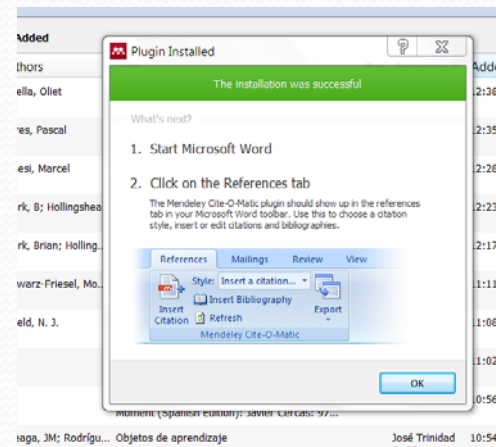 Added
Plugin Installed
thors
Adde
The installation was successful
ella, Oliet
12:38
What's next?
res, Pascal
12:35
1. Start Microsoft Word
esi, Marcel
12:28
2. Click on the References tab
The Mendeley Cite-O-Matic plugin should show up in the references
tab in your Microsoft Word toolbar. Use this to choose a citation
style, insert or edit citations and bibliographies.
rk, B; Hollingshea
12:23
rk, Brian; Holling..
12:17
References Mailings Review View
warz-Friesel, Mo..
11:11
Style: Insert a citation...
Insert Bibliography
Insert
Citation
Refresh
Export
Mendeley Cite-O-Matic
eld, N. J.
11:08
11:02
OK
0:56
Moment (Spanish Edition): Javier Cercas: 97...
eaga, JM; Rodrígu... Objetos de aprendizaje José Trinidad 10:54